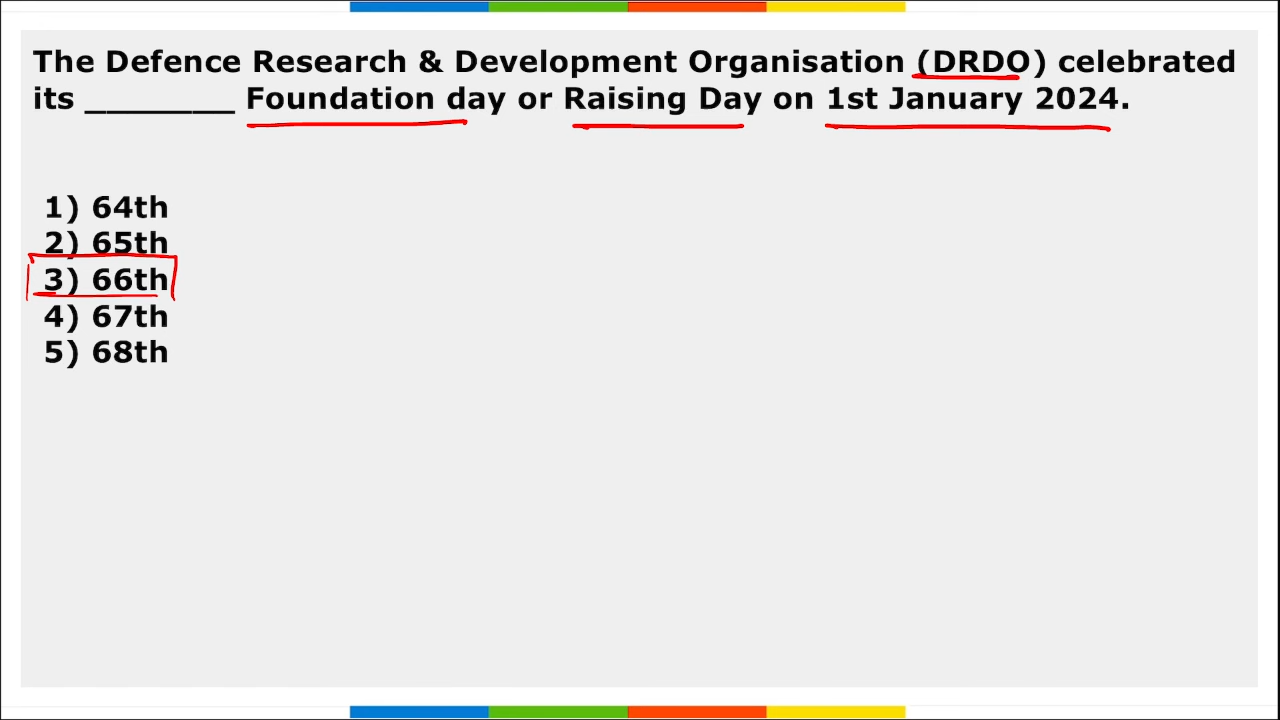 The Defence Research & Development Organisation (DRDO) celebrated
its _______ Foundation day or Raising Day on 1st January 2024.
1) 64th
2) 65th
3) 66th
4) 67th
5) 68th